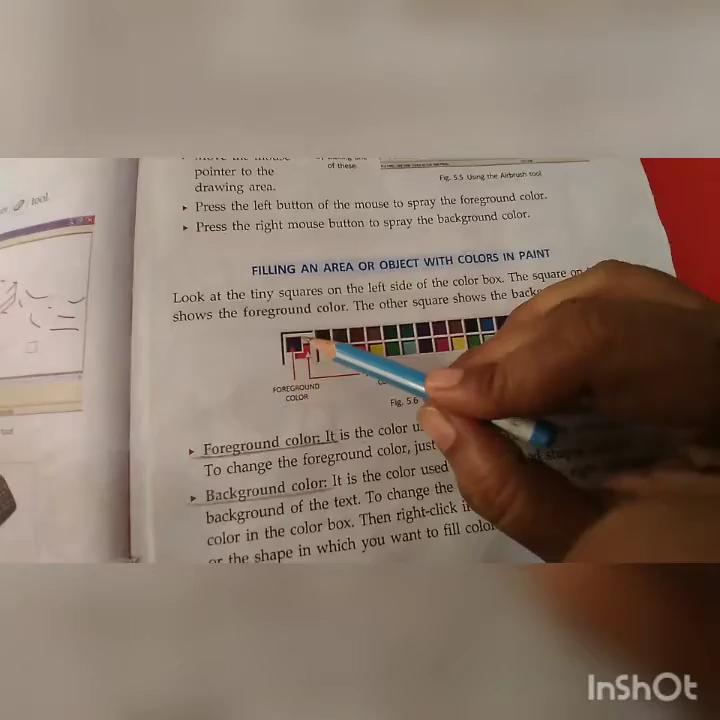 tool.
of these.
pointer to the
drawing area.
Fig. 5.5 Using the Airbrush tool
▸ Press the left button of the mouse to spray the foreground color.
▸ Press the right mouse button to spray the background color.
FILLING AN AREA OR OBJECT WITH COLORS IN PAINT
Look at the tiny squares on the left side of the color box. The square on
shows the foreground color. The other square shows the
FOREGROUND
COLOR
Fig. 5.6
▸ Foreground color: It is the color
To change the foreground color, just
▸ Background color: It is the color used
background of the text. To change the
color in the color box. Then right-click
or the shape in which you want to fill
InShOt